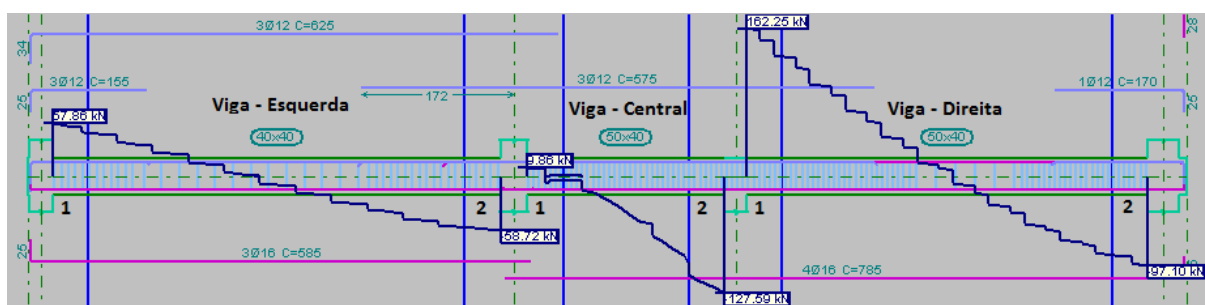 162.25 kN
3Ø12 C=625
34
28
3Ø12 C=155
3Ø12 C=575
1Ø12 C=170
25
172
25
Viga - Esquerda
Viga - Central
Viga - Direita
57.86 kN
40x40
50x40
50x40
9.86 kN
1
2
1
2
1
2
-58.72 kN
25
3Ø16 C=585
-97.10 kN
4Ø16 C=785
-127.59 kN